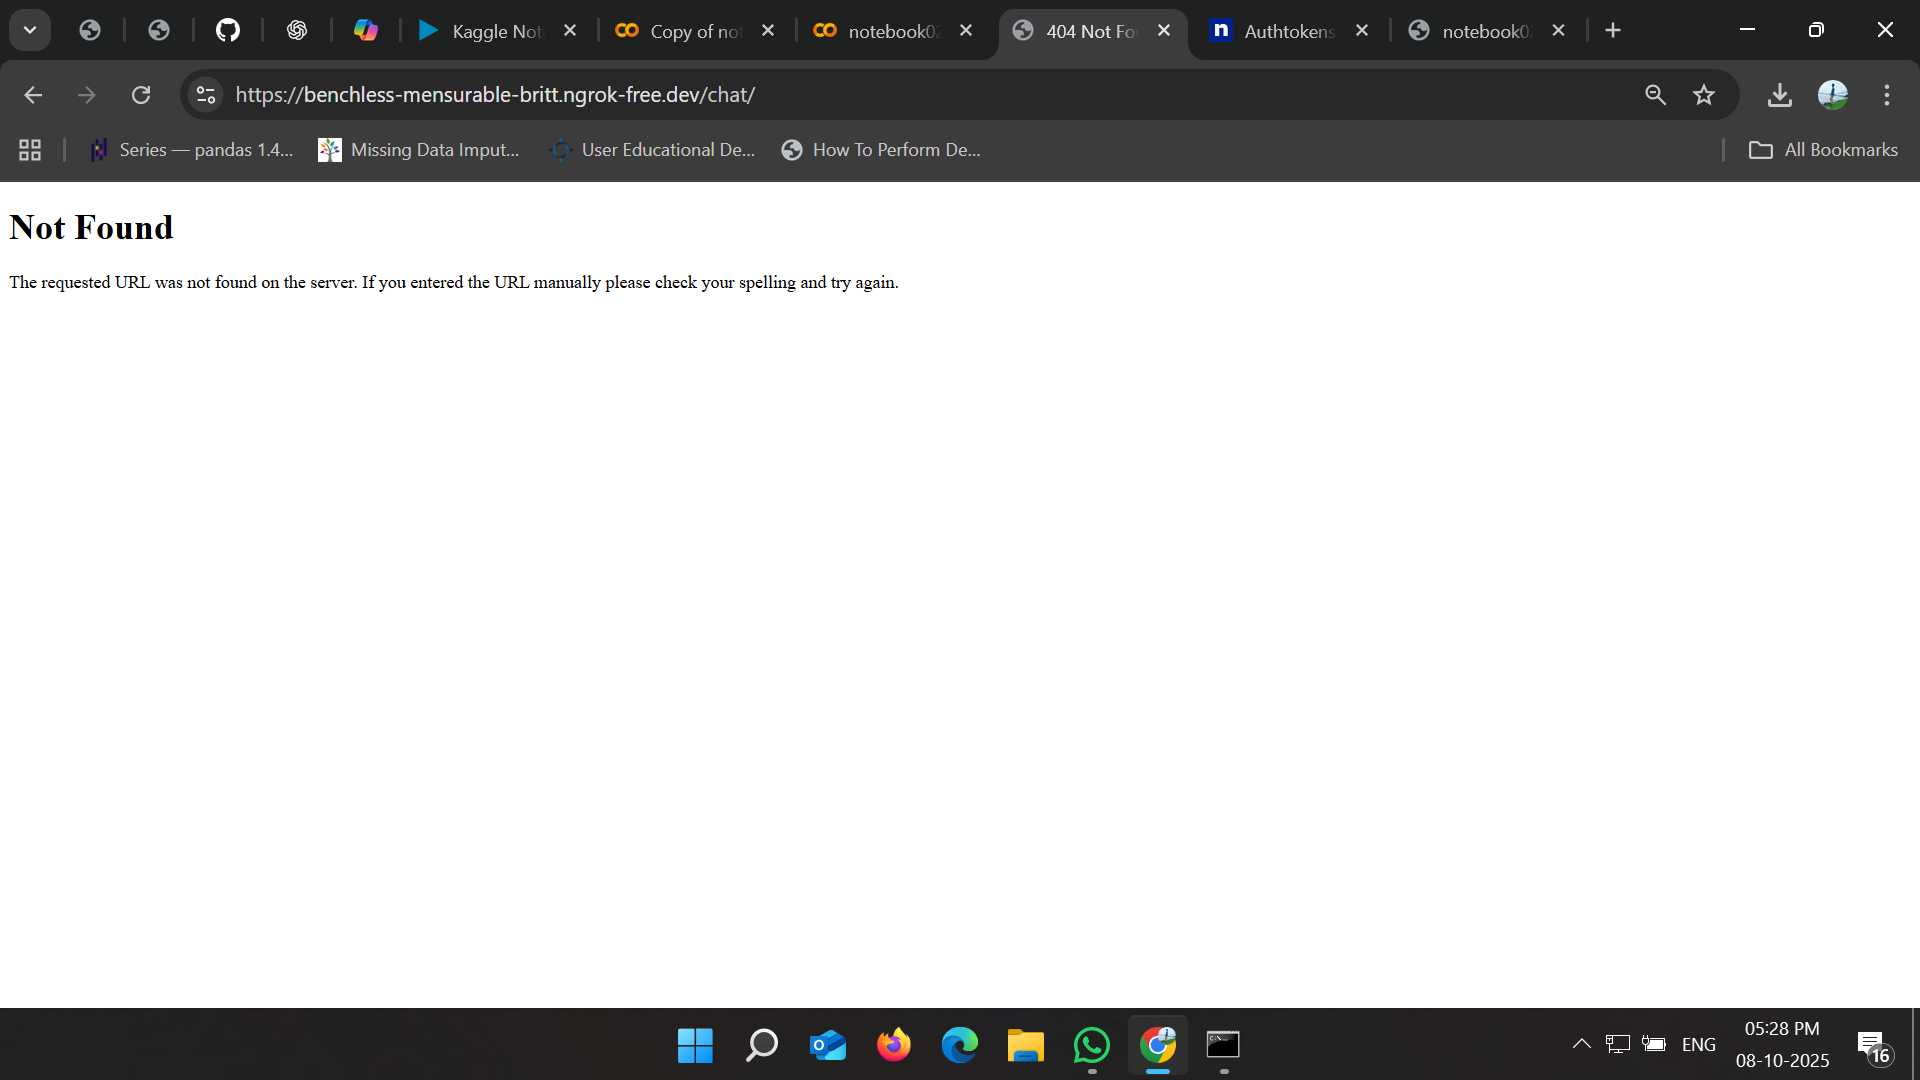 Kaggle Not
Copy of no
notebook02
404 Not Fo
Authtokens
notebook0
https://benchless-mensurable-britt.ngrok-free.dev/chat/
Series — pandas 1.4...
Missing Data Imput...
User Educational De...
How To Perform De...
All Bookmarks
Not Found
The requested URL was not found on the server. If you entered the URL manually please check your spelling and try again.
ENG
05:28 PM
08-10-2025
16